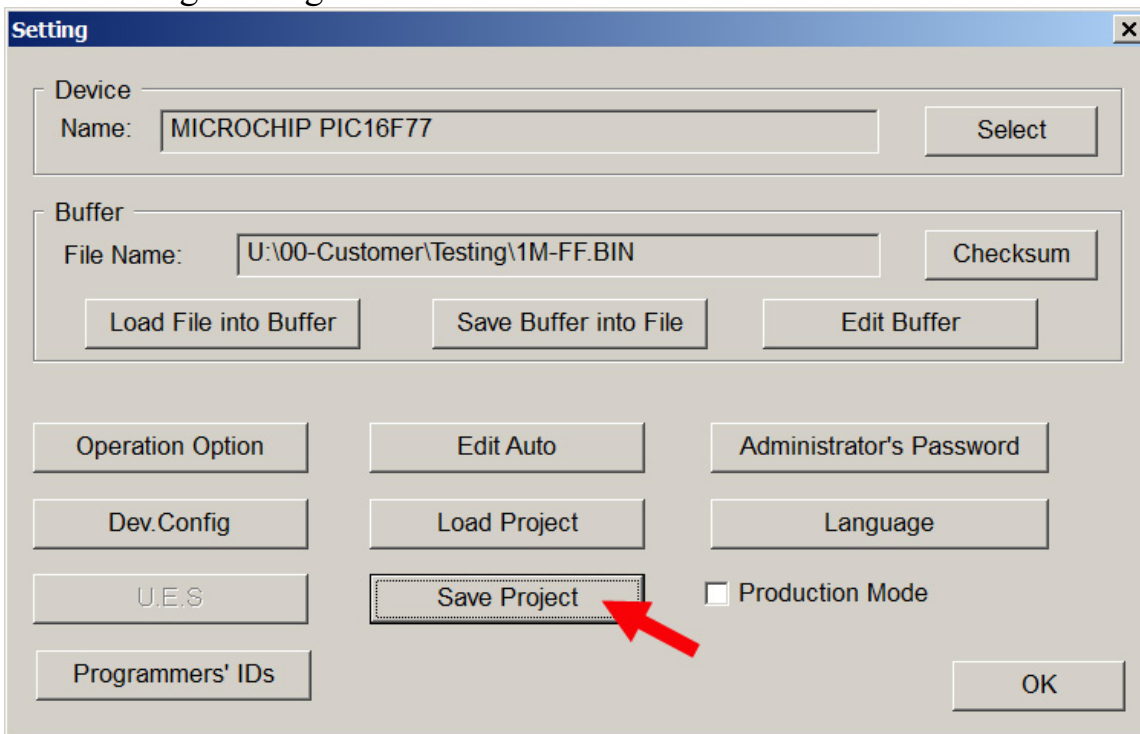 Setting
Device
Name: MICROCHIP PIC16F77 Select
Buffer
File Name: U:\00-Customer\Testing\1M-FF.BIN Checksum
Load File into Buffer Save Buffer into File Edit Buffer
Operation Option Edit Auto Administrator's Password
Dev.Config Load Project Language
U.E.S Save Project Production Mode
Programmers' IDs OK